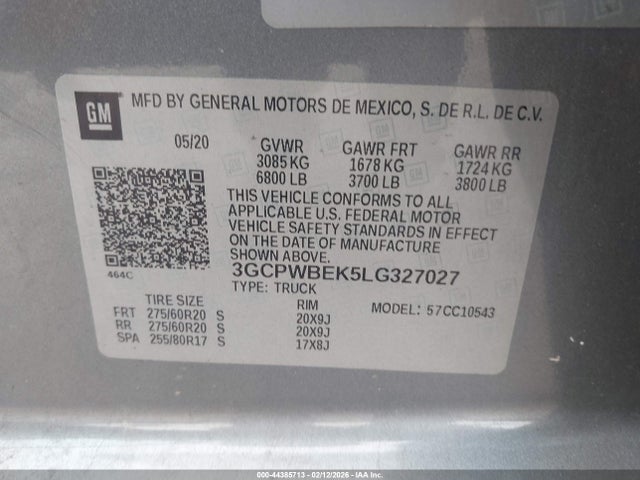 GM
MFD BY GENERAL MOTORS DE MEXICO, S. DE R.L. DE C.V.
05/20 GVWR GAWR FRT GAWR RR
3085 KG 1678 KG 1724 KG
6800 LB 3700 LB 3800 LB
THIS VEHICLE CONFORMS TO ALL
APPLICABLE U.S. FEDERAL MOTOR
VEHICLE SAFETY STANDARDS IN EFFECT
ON THE DATE OF MANUFACTURE
464C 3GCPWBEK5LG327027
TYPE: TRUCK
TIRE SIZE RIM MODEL: 57CC10543
FRT 275/60R20 S 20X9J
RR 275/60R20 S 20X9J
SPA 255/80R17 S 17X8J
000-44385713 - 02/12/2026 - IAA Inc.